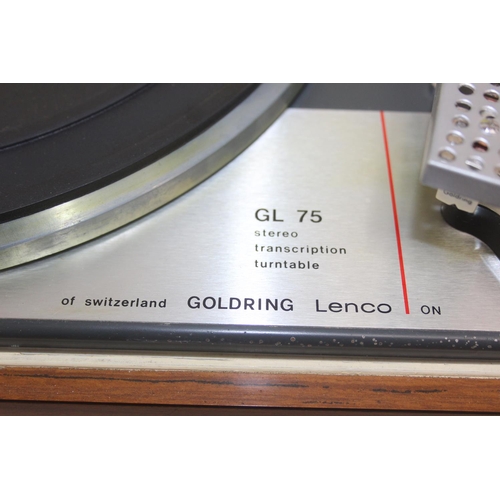 GL 75
stereo
transcription
turntable
of switzerland GOLDRING Lenco ON